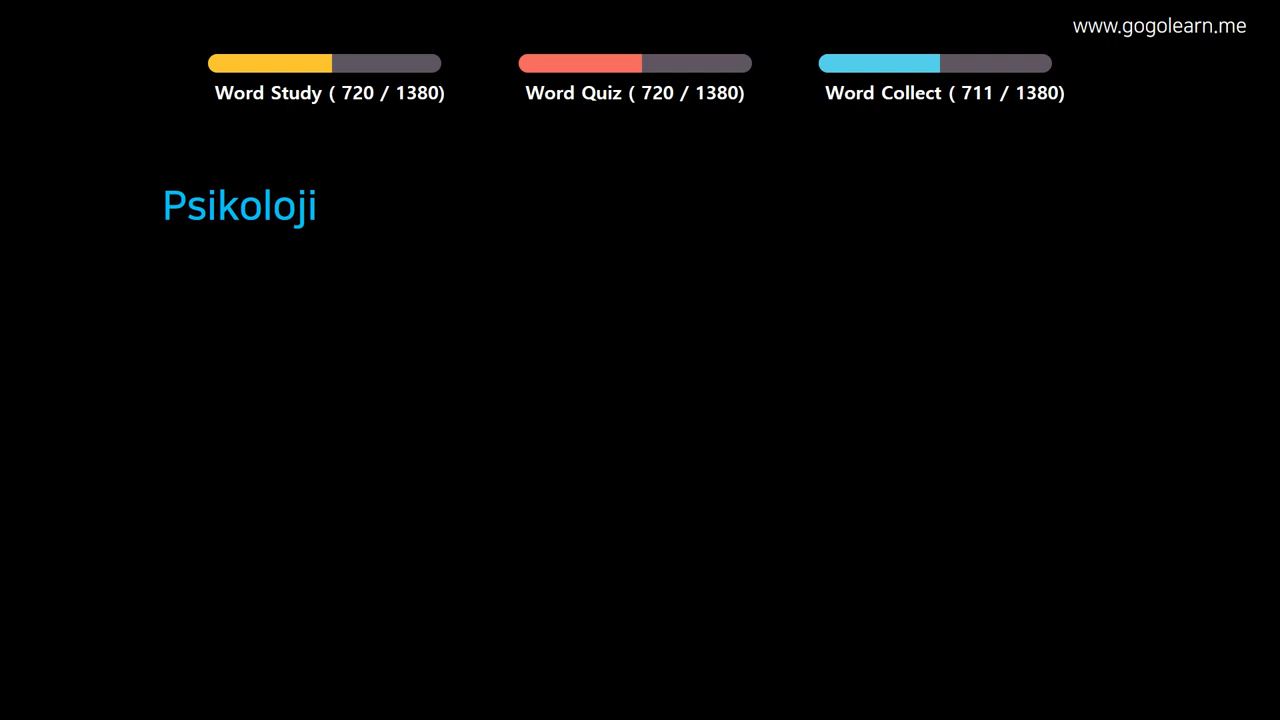 www.gogolearn.me
Word Study ( 720 / 1380)
Word Quiz ( 720 / 1380)
Word Collect ( 711 / 1380)
Psikoloji